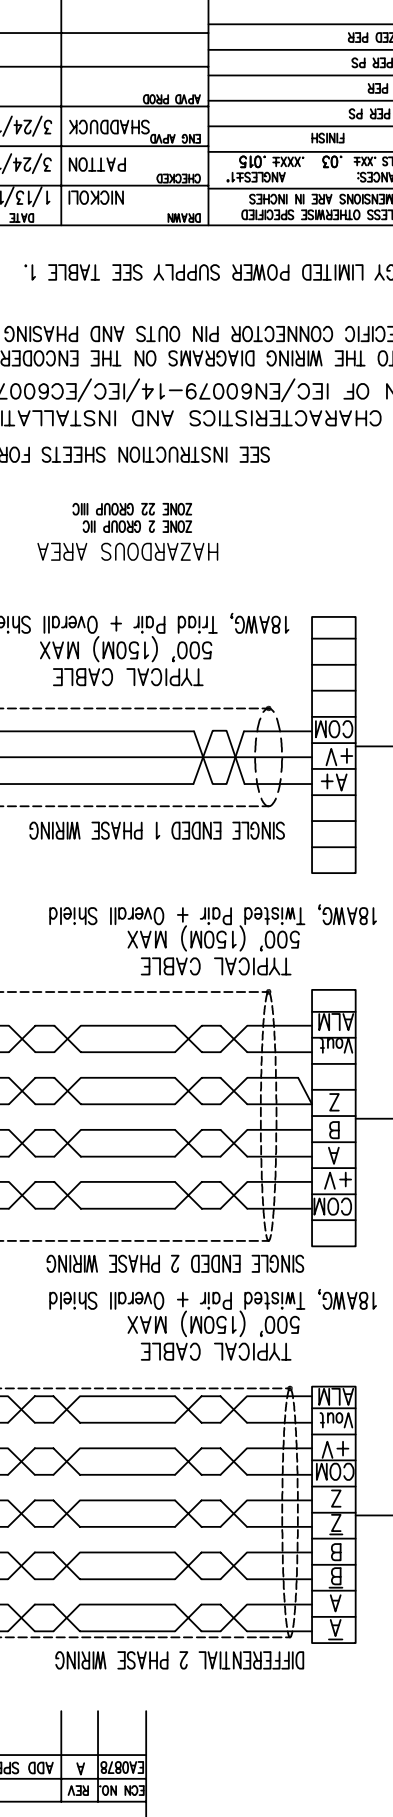 ECN NO. REV
EA0878 A ADD SPE
DIFFERENTIAL 2 PHASE WIRING
A̅
A
B̅
B
Z̅
Z
COM
+V
Vout
ALM
TYPICAL CABLE
500' (150M) MAX
18AWG, Twisted Pair + Overall Shield
SINGLE ENDED 2 PHASE WIRING
COM
+V
A
B
Z
Vout
ALM
TYPICAL CABLE
500' (150M) MAX
18AWG, Twisted Pair + Overall Shield
SINGLE ENDED 1 PHASE WIRING
A+
+V
COM
TYPICAL CABLE
500' (150M) MAX
18AWG, Triad Pair + Overall Shi
HAZARDOUS AREA
ZONE 2 GROUP IIC
ZONE 22 GROUP IIIC
SEE INSTRUCTION SHEETS FOR
CHARACTERISTICS AND INSTALLATI
N OF IEC/EN60079-14/IEC/EC6007
TO THE WIRING DIAGRAMS ON THE ENCODER
ECIFIC CONNECTOR PIN OUTS AND PHASING
GY LIMITED POWER SUPPLY SEE TABLE 1.
LESS OTHERWISE SPECIFIED DRAWN DATE
MENSIONS ARE IN INCHES NICKOLI 1/13/1
ANCES: ANGLES±1° CHECKED PATTON 3/24/1
LS .XX± .03 .XXX± .015
FINISH ENG APVD SHADDUCK 3/24/1
PER PS
PER APVD PROD
PER PS
ZED PER